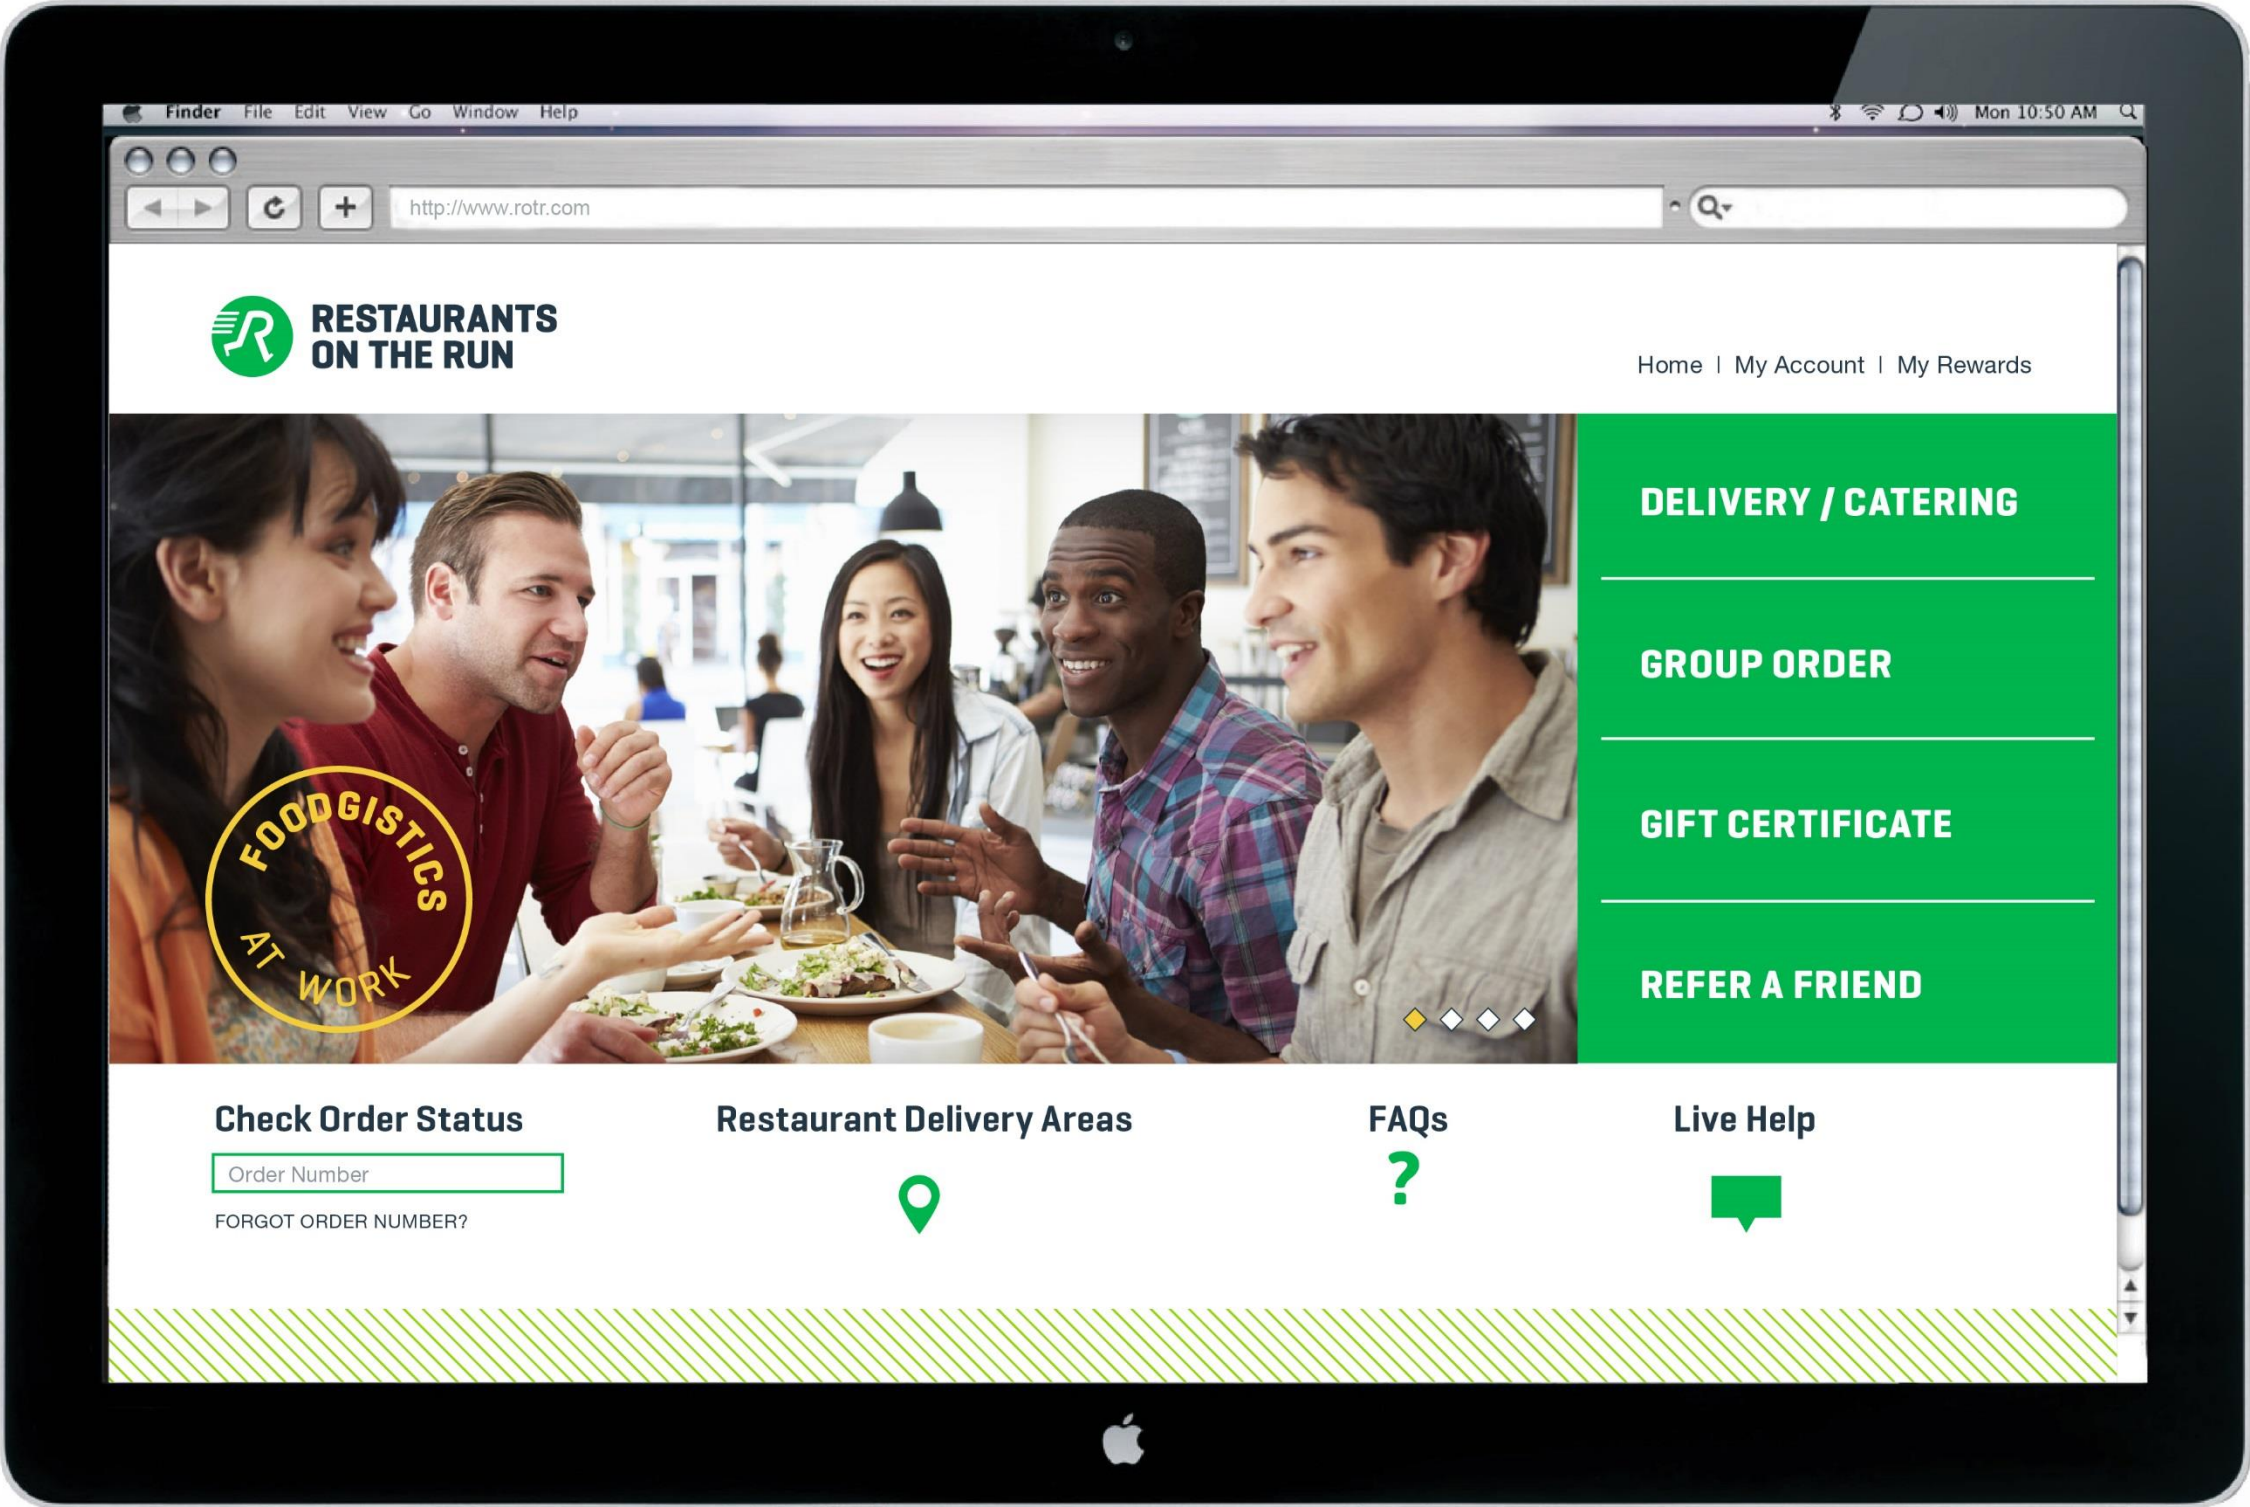 Finder File Edit View Go Window Help
Mon 10:50 AM
http://www.rotr.com
RESTAURANTS
ON THE RUN
Home | My Account | My Rewards
DELIVERY / CATERING
GROUP ORDER
GIFT CERTIFICATE
REFER A FRIEND
FOODGISTICS
AT WORK
Check Order Status
Order Number
FORGOT ORDER NUMBER?
Restaurant Delivery Areas
FAQs
?
Live Help